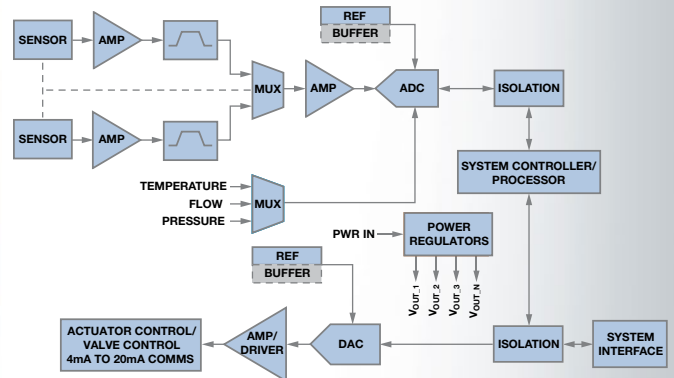 REF
BUFFER
SENSOR
AMP
MUX
AMP
ADC
ISOLATION
SENSOR
AMP
SYSTEM CONTROLLER/
PROCESSOR
TEMPERATURE
FLOW
PRESSURE
MUX
PWR IN
POWER
REGULATORS
REF
BUFFER
VOUT_1
VOUT_2
VOUT_3
VOUT_N
ACTUATOR CONTROL/
VALVE CONTROL
4mA TO 20mA COMMS
AMP/
DRIVER
DAC
ISOLATION
SYSTEM
INTERFACE